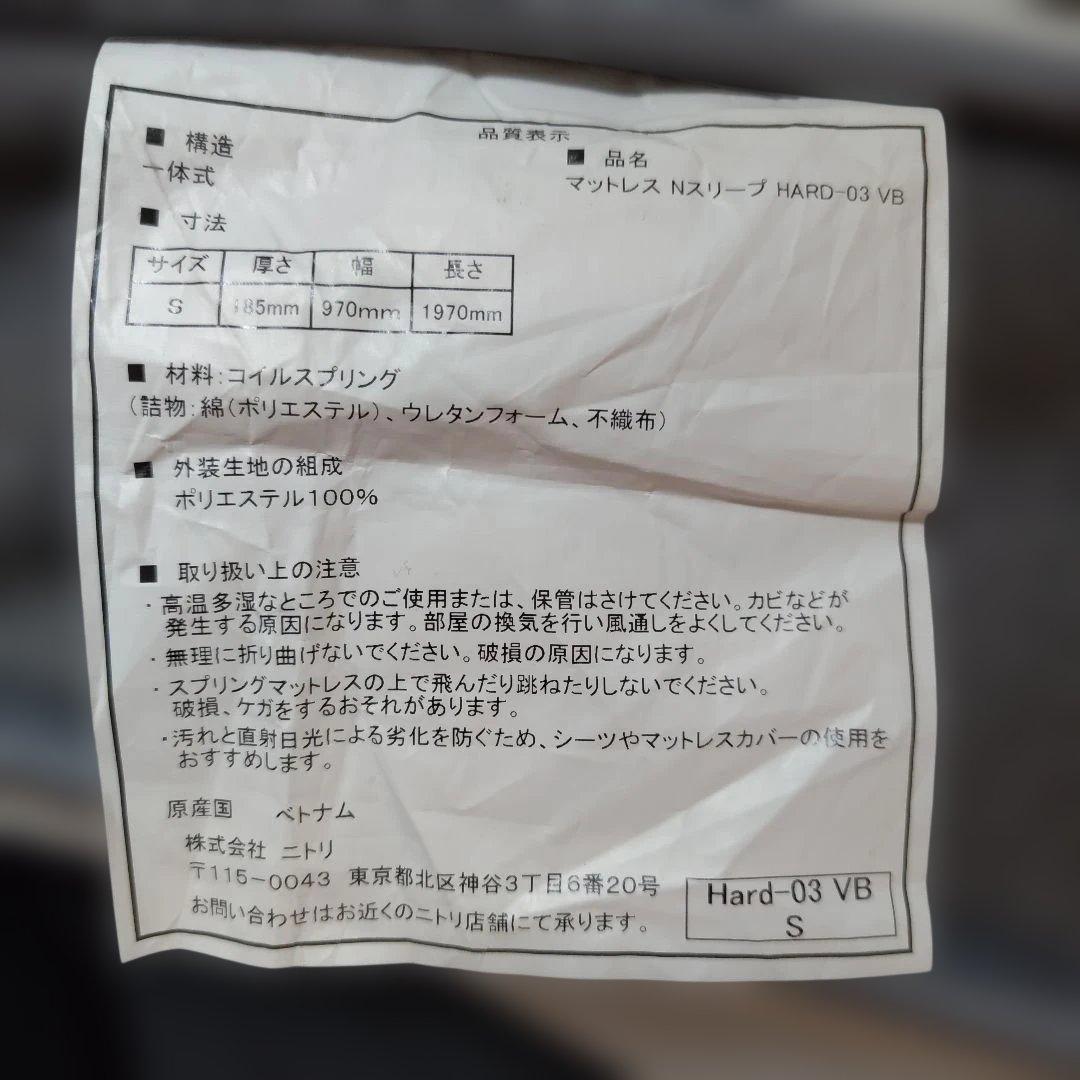 品質表示
■ 構造
一体式
■ 品名
マットレス Nスリープ HARD-03 VB
■ 寸法
サイズ 厚さ 幅 長さ
S 185mm 970mm 1970mm
■ 材料:コイルスプリング
(詰物:綿(ポリエステル)、ウレタンフォーム、不織布)
■ 外装生地の組成
ポリエステル100%
■ 取り扱い上の注意
・高温多湿なところでのご使用または、保管はさけてください。カビなどが
発生する原因になります。部屋の換気を行い風通しをよくしてください。
・無理に折り曲げないでください。破損の原因になります。
・スプリングマットレスの上で飛んだり跳ねたりしないでください。
破損、ケガをするおそれがあります。
・汚れと直射日光による劣化を防ぐため、シーツやマットレスカバーの使用を
おすすめします。
原産国 ベトナム
株式会社 ニトリ
〒115-0043 東京都北区神谷3丁目6番20号
お問い合わせはお近くのニトリ店舗にて承ります。
Hard-03 VB
S